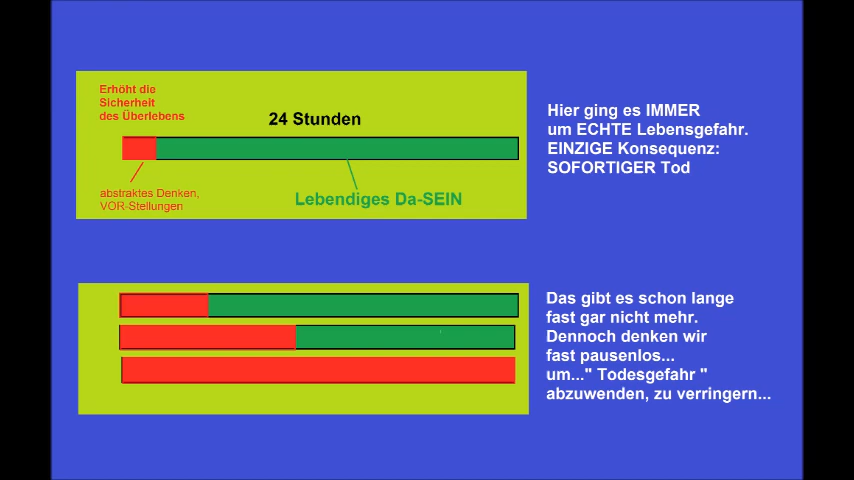 Erhöht die
Sicherheit
des Überlebens
24 Stunden
abstraktes Denken,
VOR-Stellungen
Lebendiges Da-SEIN
Hier ging es IMMER
um ECHTE Lebensgefahr.
EINZIGE Konsequenz:
SOFORTIGER Tod
Das gibt es schon lange
fast gar nicht mehr.
Dennoch denken wir
fast pausenlos...
um..." Todesgefahr "
abzuwenden, zu verringern...